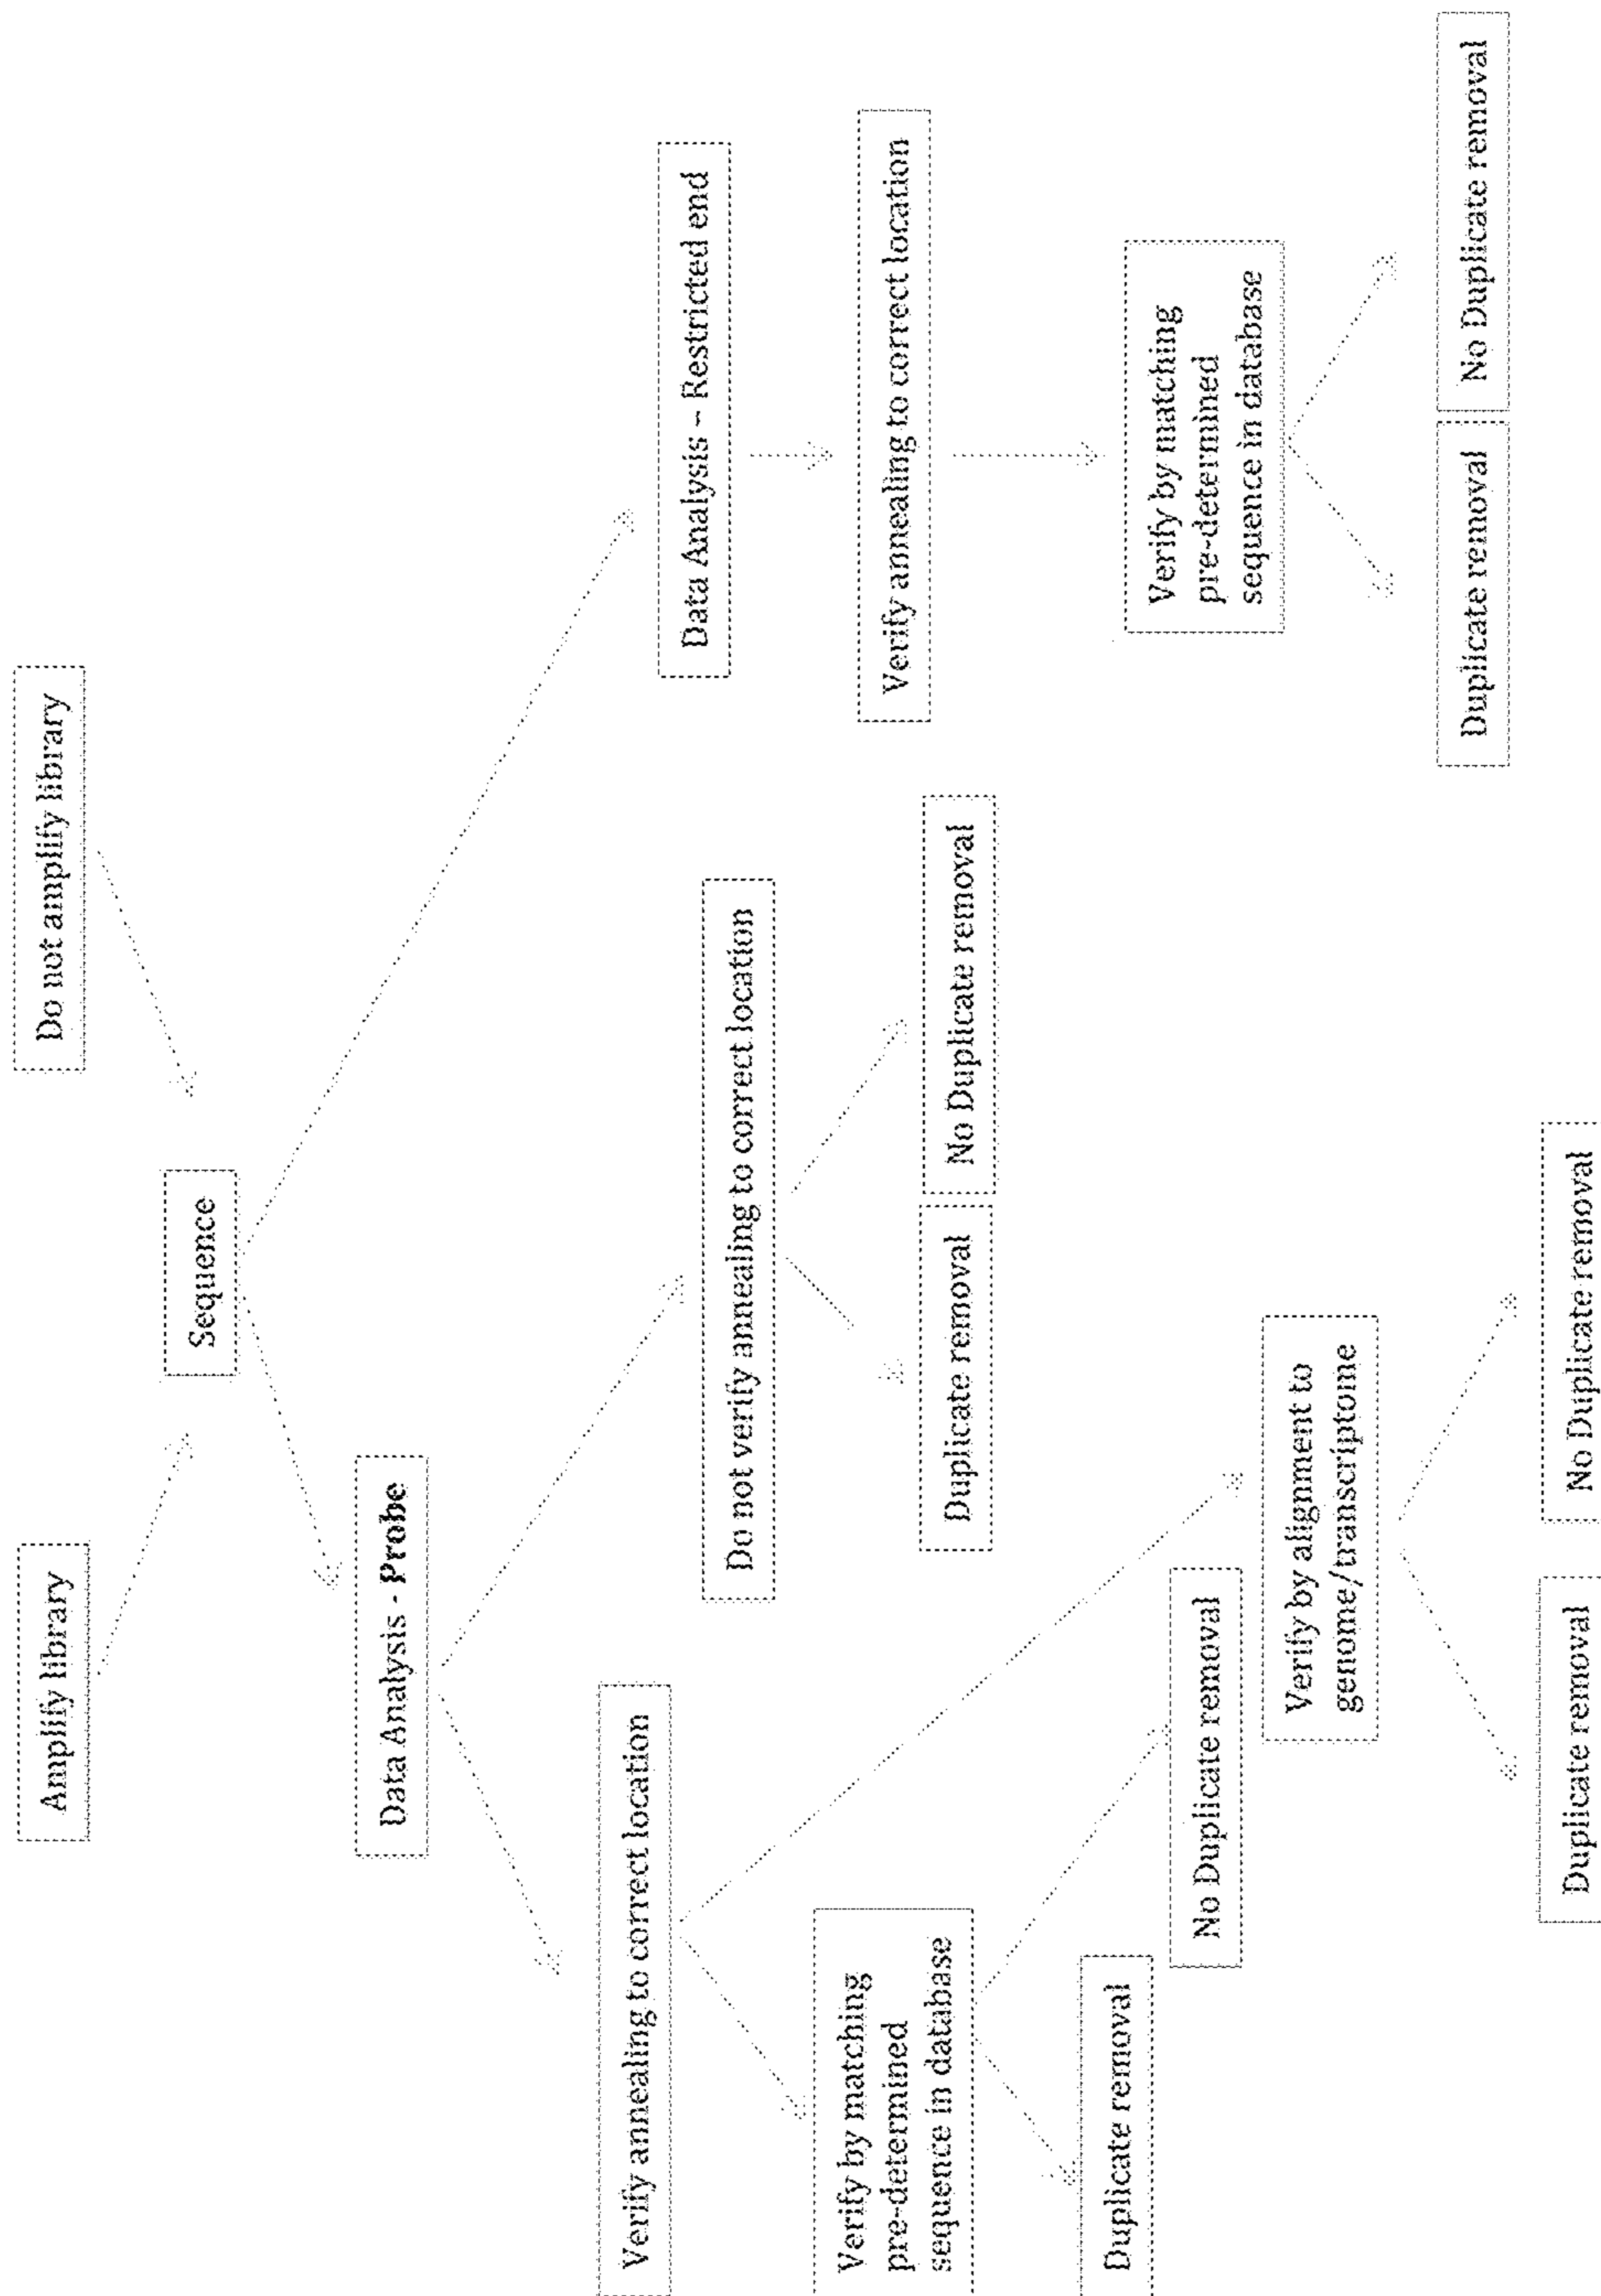 Amplify library
Do not amplify library
Sequence
Data Analysis - Probe
Data Analysis – Restricted end
Verify annealing to correct location
Do not verify annealing to correct location
Verify annealing to correct location
Verify by matching
pre-determined
sequence in database
Duplicate removal
No Duplicate removal
Verify by matching
pre-determined
sequence in database
Duplicate removal
No Duplicate removal
Verify by alignment to
genome/transcriptome
Duplicate removal
No Duplicate removal
Duplicate removal
No Duplicate removal